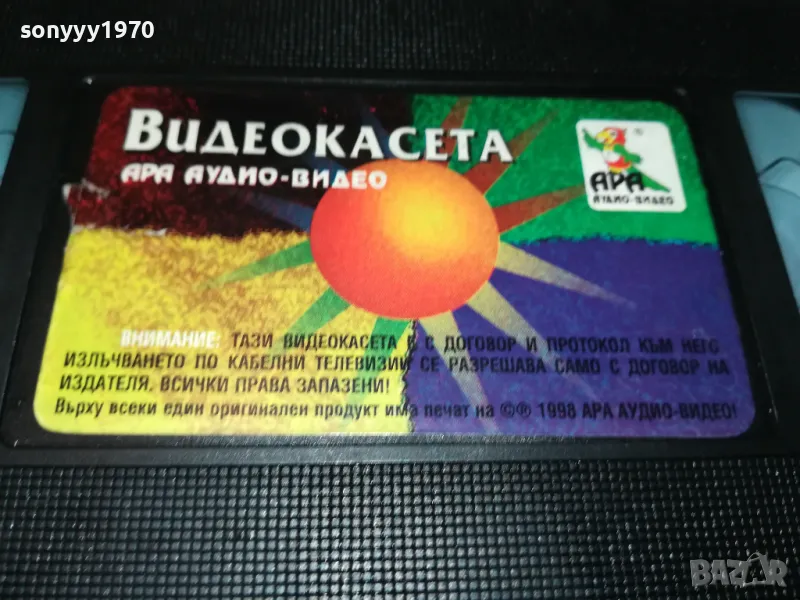 sonyyy1970
ВИДЕОКАСЕТА
АРА АУДИО-ВИДЕО
®
АРА
АУДИО-ВИДЕО
ВНИМАНИЕ: ТАЗИ ВИДЕОКАСЕТА Е С ДОГОВОР И ПРОТОКОЛ КЪМ НЕГО
ИЗЛЪЧВАНЕТО ПО КАБЕЛНИ ТЕЛЕВИЗИИ СЕ РАЗРЕШАВА САМО С ДОГОВОР НА
ИЗДАТЕЛЯ. ВСИЧКИ ПРАВА ЗАПАЗЕНИ!
Върху всеки един оригинален продукт има печат на ©® 1998 АРА АУДИО-ВИДЕО!
BAZAR